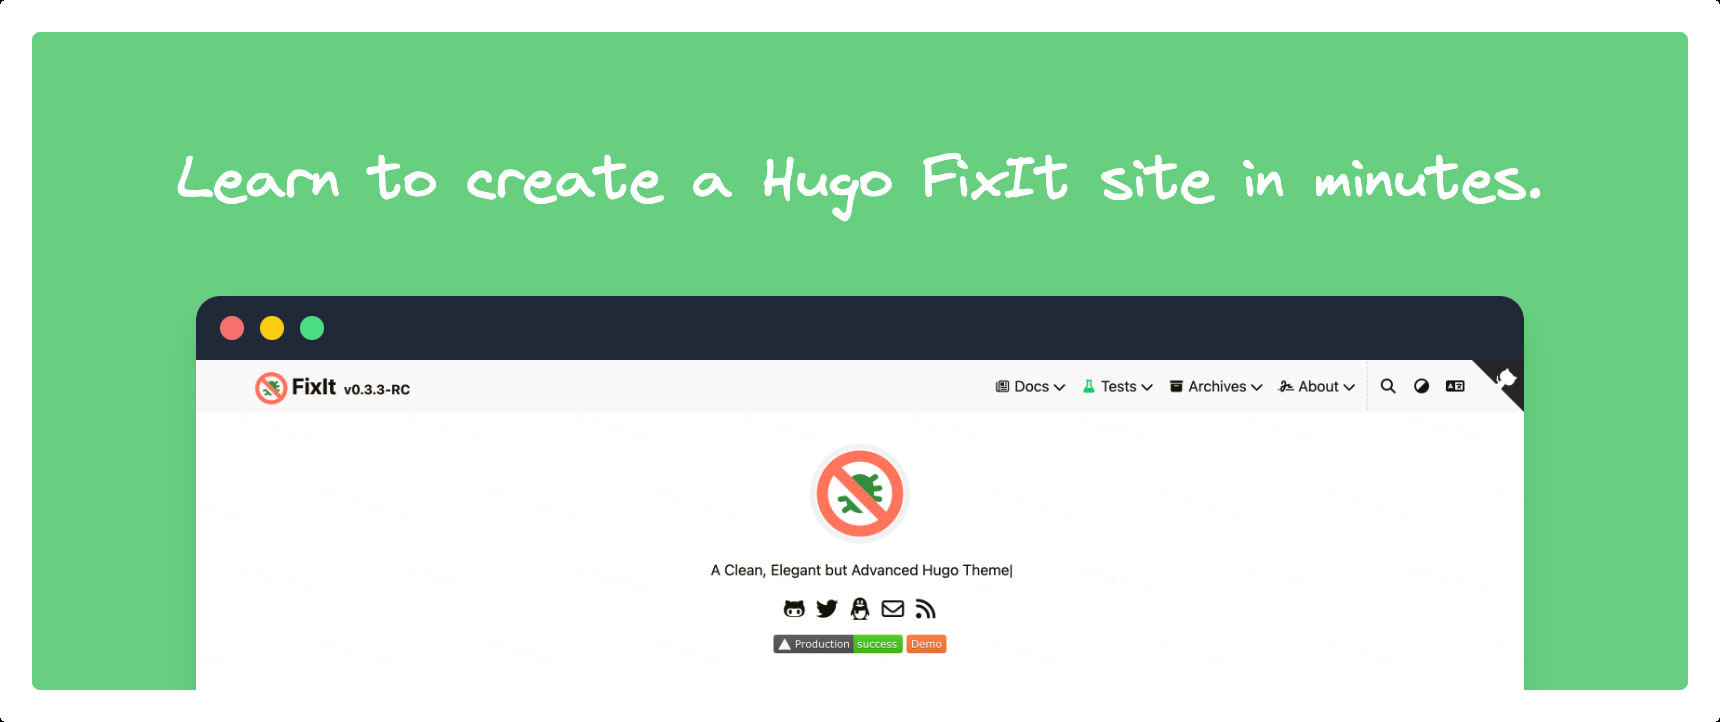 Learn to create a Hugo FixIt site in minutes.
FixIt v0.3.3-RC Docs Tests Archives About
A Clean, Elegant but Advanced Hugo Theme|
Production success Demo